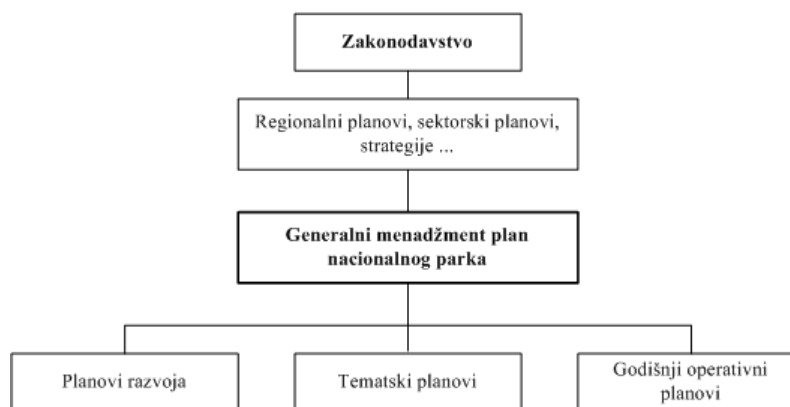 Zakonodavstvo
Regionalni planovi, sektorski planovi,
strategije ...
Generalni menadžment plan
nacionalnog parka
Planovi razvoja
Tematski planovi
Godišnji operativni
planovi